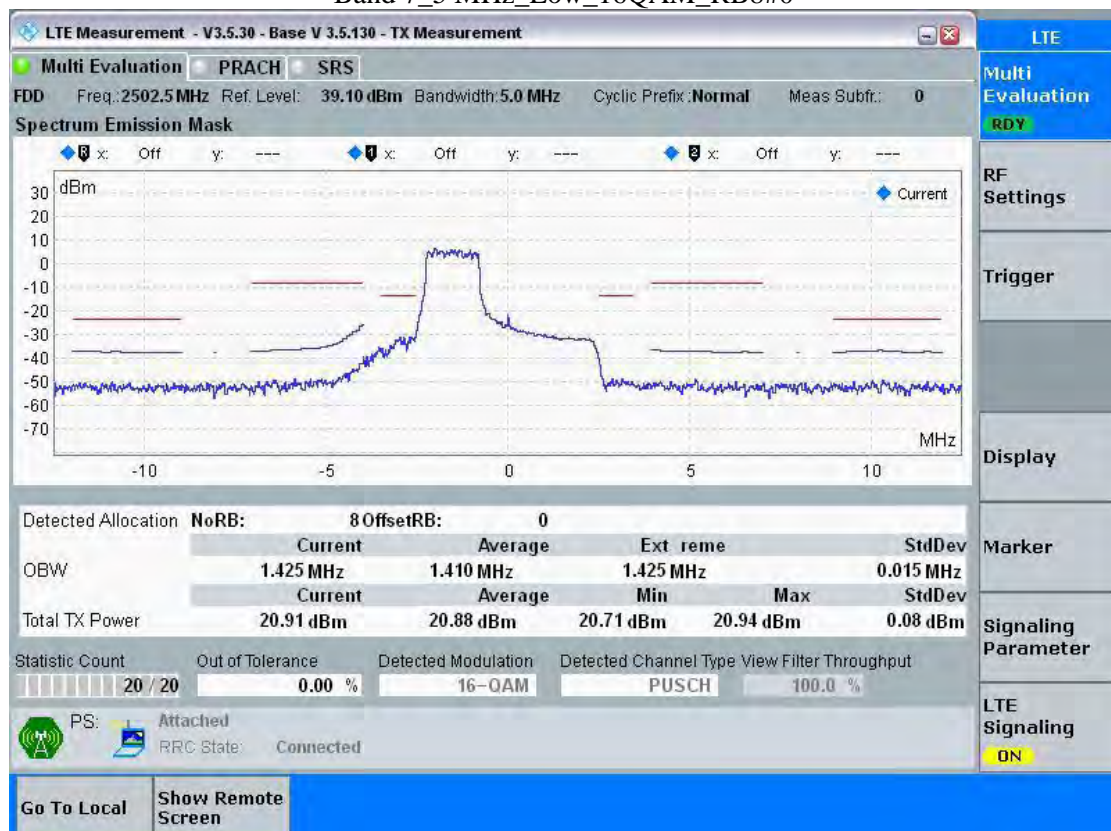 Band 7_5 MHz_Low_16QAM_RB8#0
LTE Measurement - V3.5.30 - Base V 3.5.130 - TX Measurement
LTE
Multi Evaluation PRACH SRS
Multi Evaluation
RDY
FDD Freq.:2502.5 MHz Ref. Level: 39.10 dBm Bandwidth:5.0 MHz Cyclic Prefix :Normal Meas Subfr.: 0
Spectrum Emission Mask
R x: Off y: --- 1 x: Off y: --- 2 x: Off y: ---
dBm
Current
30
20
10
0
-10
-20
-30
-40
-50
-60
-70
MHz
-10 -5 0 5 10
RF Settings
Trigger
Display
Marker
Signaling Parameter
LTE Signaling
ON
Detected Allocation NoRB: 8 OffsetRB: 0
Current Average Ext reme StdDev
OBW 1.425 MHz 1.410 MHz 1.425 MHz 0.015 MHz
Current Average Min Max StdDev
Total TX Power 20.91 dBm 20.88 dBm 20.71 dBm 20.94 dBm 0.08 dBm
Statistic Count Out of Tolerance Detected Modulation Detected Channel Type View Filter Throughput
20 / 20 0.00 % 16-QAM PUSCH 100.0 %
PS: Attached
RRC State: Connected
Go To Local
Show Remote Screen